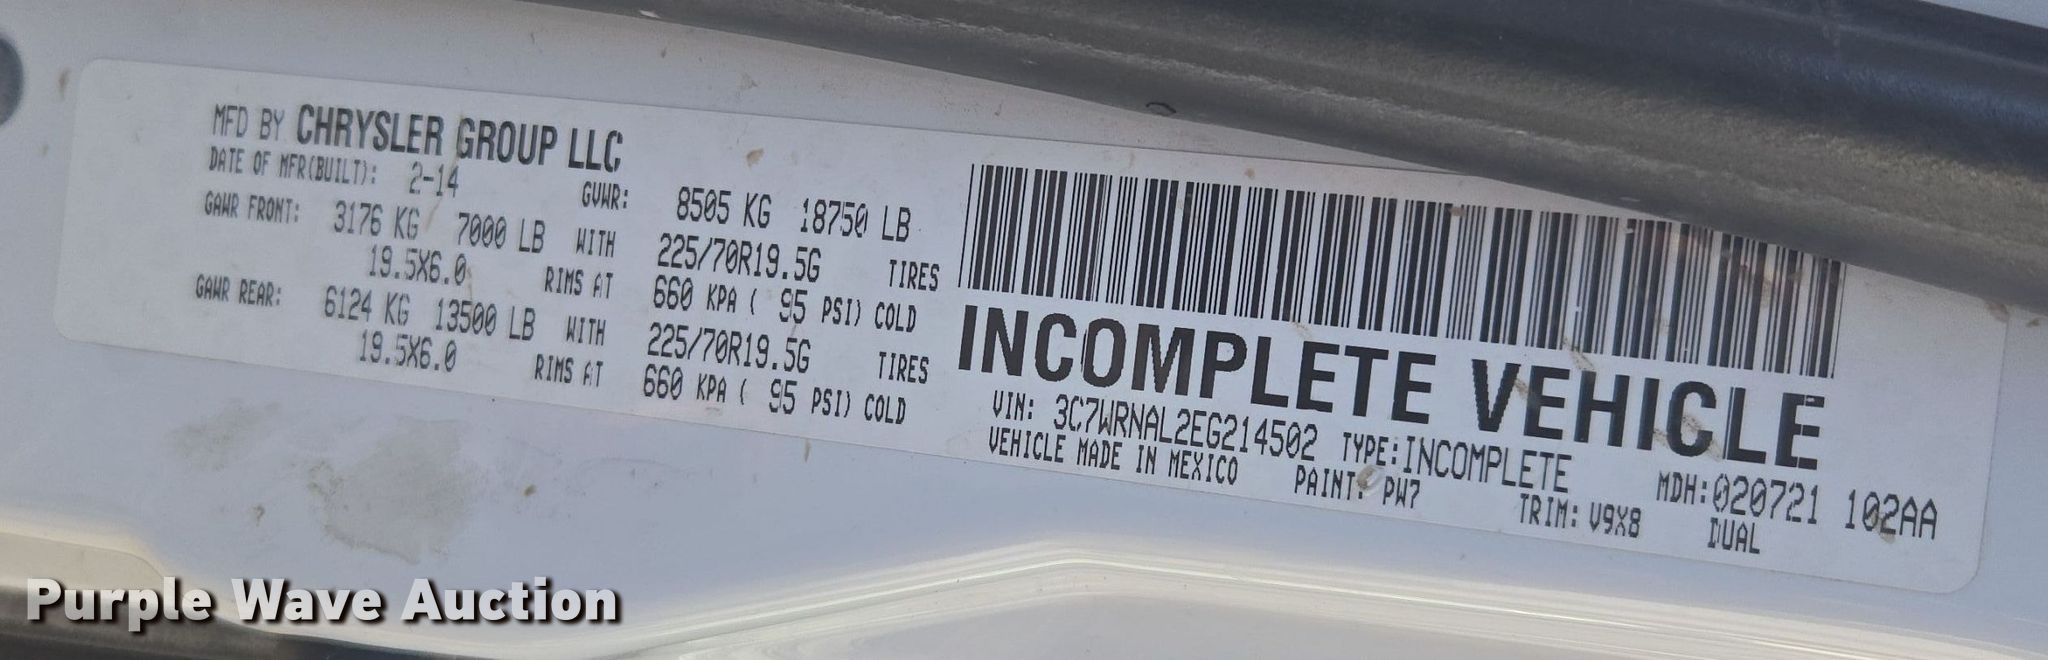 MFD BY CHRYSLER GROUP LLC
DATE OF MFR(BUILT): 2-14 GVWR: 8505 KG 18750 LB
GAWR FRONT: 3176 KG 7000 LB WITH 225/70R19.5G TIRES
19.5X6.0 RIMS AT 660 KPA ( 95 PSI) COLD
GAWR REAR: 6124 KG 13500 LB WITH 225/70R19.5G TIRES
19.5X6.0 RIMS AT 660 KPA ( 95 PSI) COLD
INCOMPLETE VEHICLE
VIN: 3C7WRNAL2EG214502 TYPE:INCOMPLETE MDH:020721 102AA
VEHICLE MADE IN MEXICO PAINT: PW7 TRIM: V9X8 DUAL
Purple Wave Auction